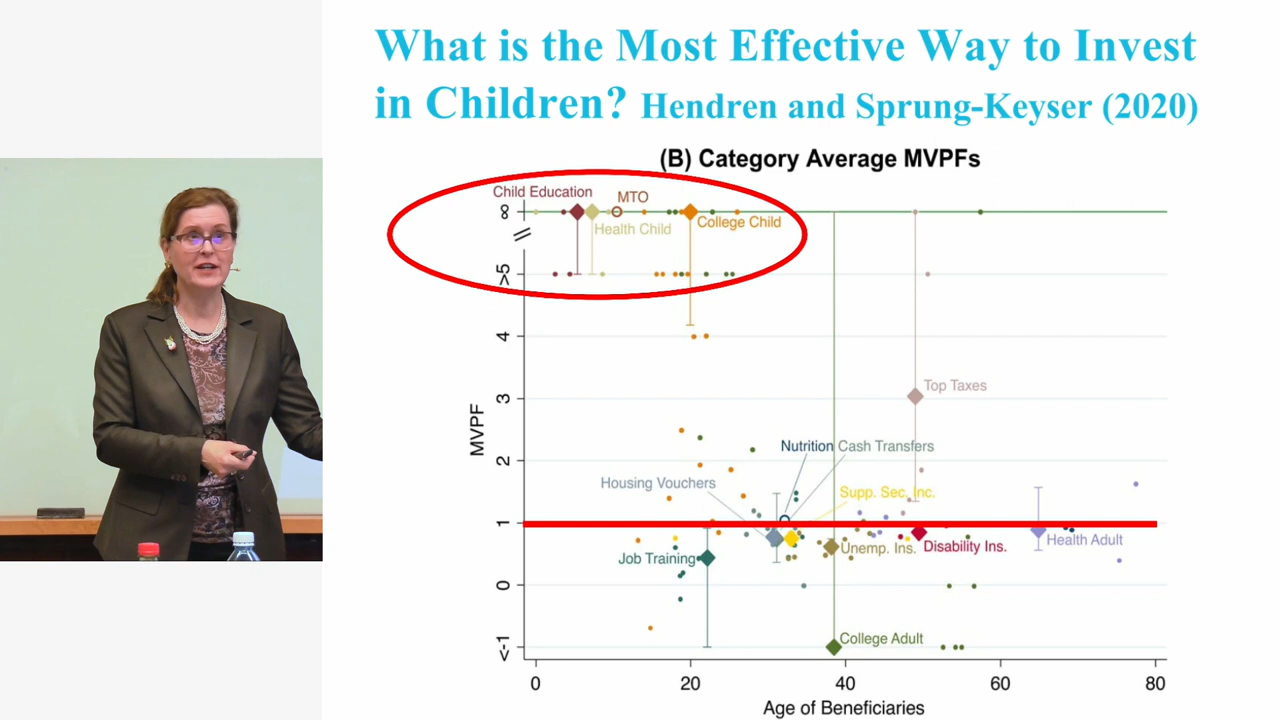 What is the Most Effective Way to Invest
in Children? Hendren and Sprung-Keyser (2020)
(B) Category Average MVPFs
Child Education
MTO
∞
Health Child
College Child
>5
4
Top Taxes
3
MVPF
Nutrition Cash Transfers
2
Housing Vouchers
Supp. Sec. Inc.
1
Health Adult
Unemp. Ins.
Disability Ins.
Job Training
0
College Adult
<-1
0 20 40 60 80
Age of Beneficiaries